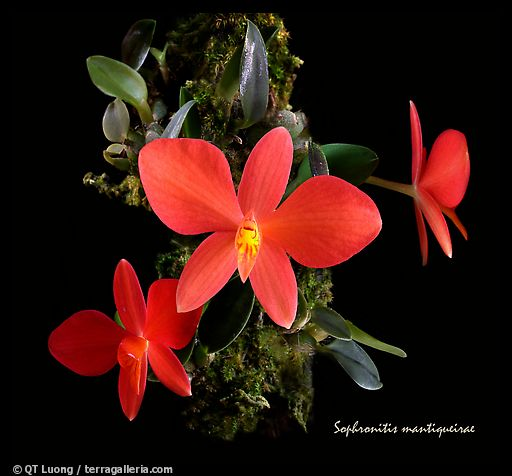 Sophronitis mantiqueirae
© QT Luong / terragalleria.com